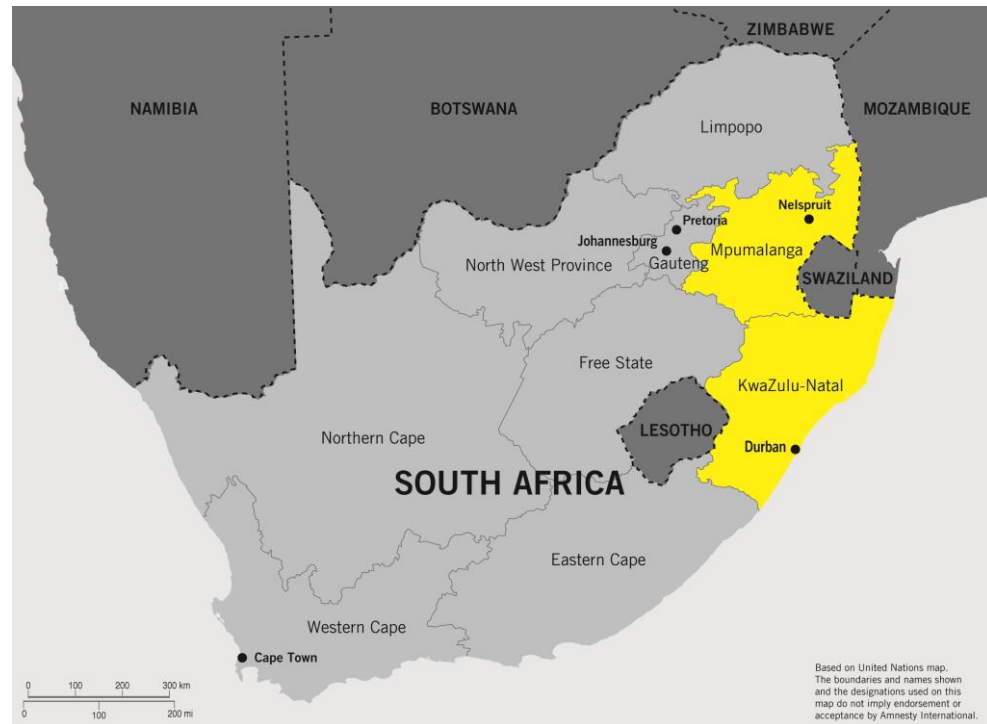 ZIMBABWE
NAMIBIA
BOTSWANA
MOZAMBIQUE
Limpopo
Nelspruit
Pretoria
Johannesburg
Mpumalanga
North West Province
Gauteng
SWAZILAND
Free State
KwaZulu-Natal
LESOTHO
Northern Cape
Durban
SOUTH AFRICA
Eastern Cape
Western Cape
Cape Town
Based on United Nations map.
The boundaries and names shown
and the designations used on this
map do not imply endorsement or
acceptance by Amnesty International.
0 100 200 300 km
0 100 200 mi